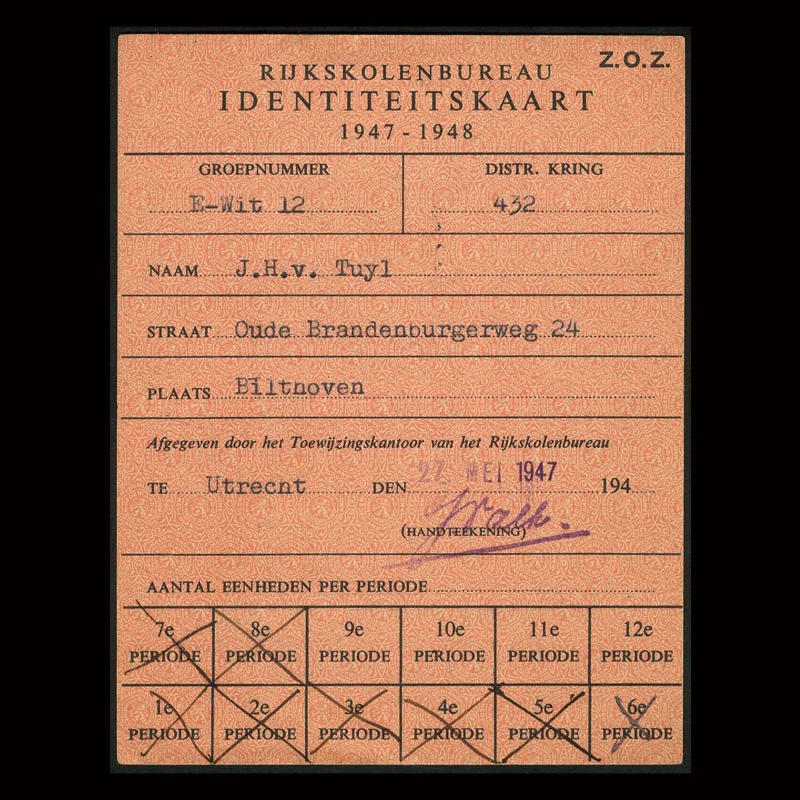 Z.O.Z.
RIJKSKOLENBUREAU
IDENTITEITSKAART
1947-1948
GROEPNUMMER DISTR. KRING
E-Wit 12 432
NAAM J.H.v. Tuyl
STRAAT Oude Brandenburgerweg 24
PLAATS Bilthoven
Afgegeven door het Toewijzingskantoor van het Rijkskolenbureau
27 MEI 1947
TE Utrecht DEN 194
(HANDTEEKENING)
AANTAL EENHEDEN PER PERIODE
7e 8e 9e 10e 11e 12e
PERIODE PERIODE PERIODE PERIODE PERIODE PERIODE
1e 2e 3e 4e 5e 6e
PERIODE PERIODE PERIODE PERIODE PERIODE PERIODE